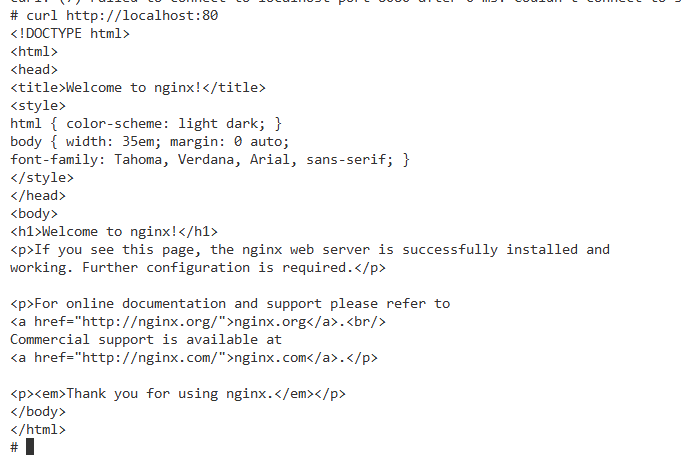 # curl http://localhost:80
<!DOCTYPE html>
<html>
<head>
<title>Welcome to nginx!</title>
<style>
html { color-scheme: light dark; }
body { width: 35em; margin: 0 auto;
font-family: Tahoma, Verdana, Arial, sans-serif; }
</style>
</head>
<body>
<h1>Welcome to nginx!</h1>
<p>If you see this page, the nginx web server is successfully installed and
working. Further configuration is required.</p>

<p>For online documentation and support please refer to
<a href="http://nginx.org/">nginx.org</a>.<br/>
Commercial support is available at
<a href="http://nginx.com/">nginx.com</a>.</p>

<p><em>Thank you for using nginx.</em></p>
</body>
</html>
#